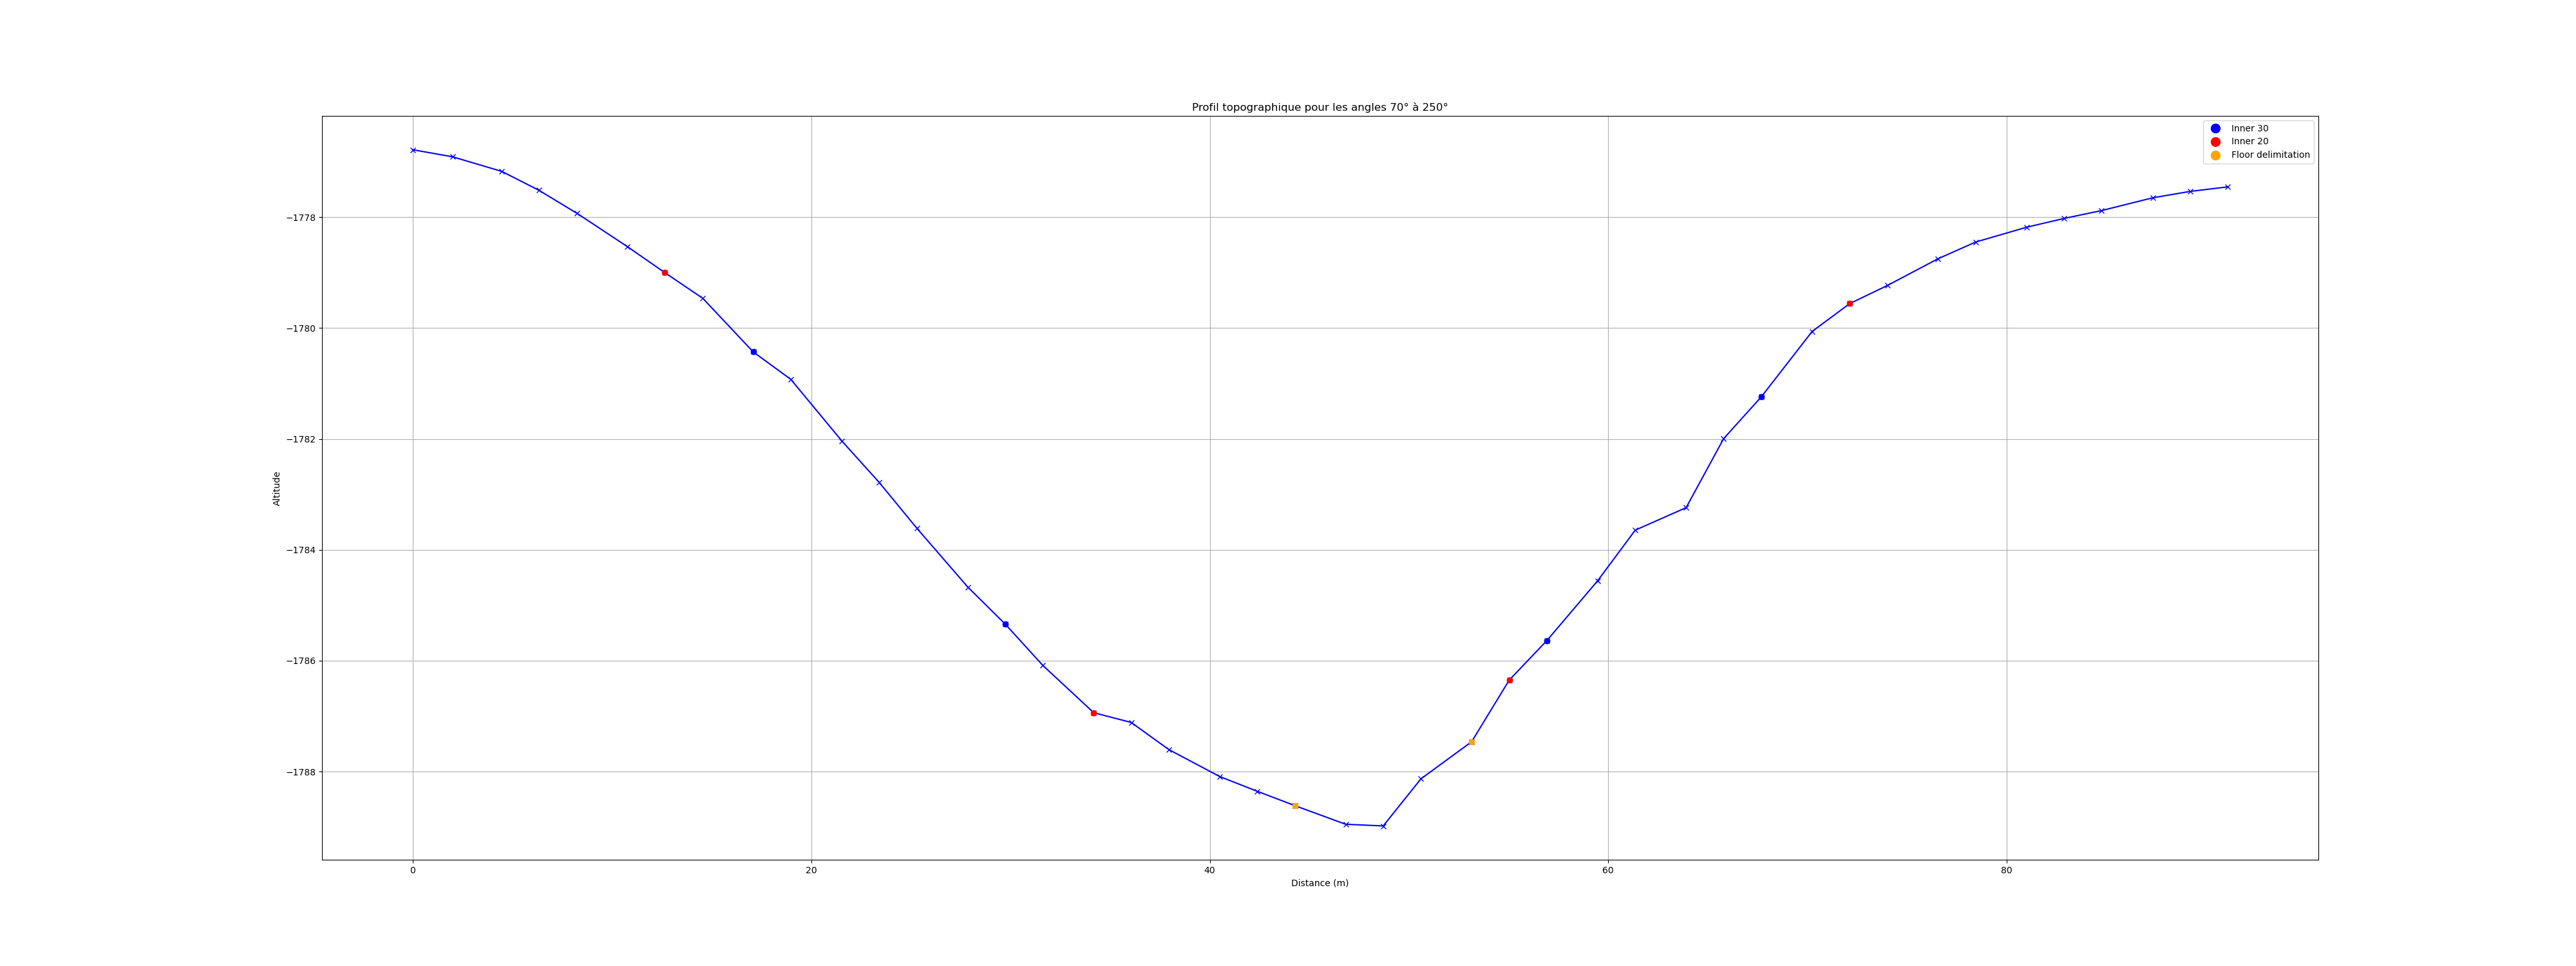 Profil topographique pour les angles 70° à 250°
Inner 30
Inner 20
Floor delimitation
Altitude
−1778
−1780
−1782
−1784
−1786
−1788
0 20 40 60 80
Distance (m)